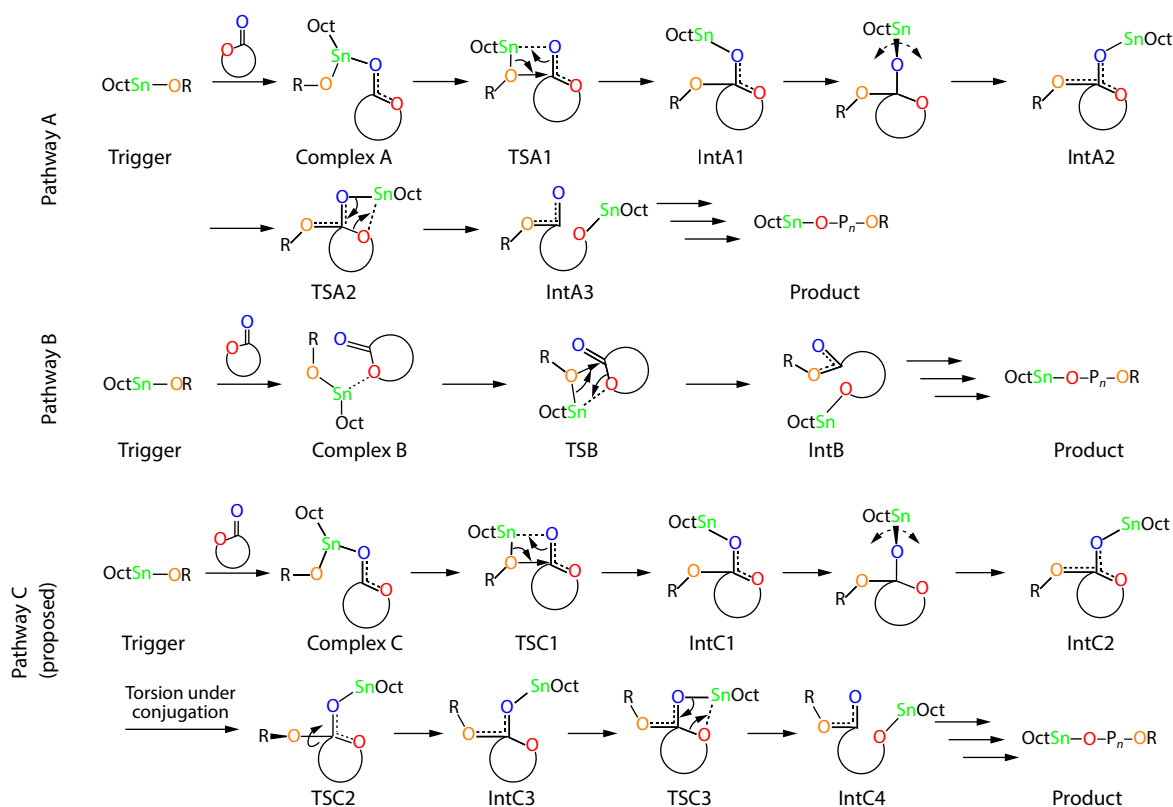 Pathway A
O
O
OctSn—OR
Trigger
Oct
Sn
O
R
O
O
Complex A
OctSn
O
O
R
O
TSA1
OctSn
O
O
R
O
IntA1
OctSn
O
O
R
O
SnOct
O
O
R
O
IntA2
O
SnOct
O
R
O
TSA2
O
SnOct
O
O
R
IntA3
OctSn—O—Pn—OR
Product
Pathway B
O
O
OctSn—OR
Trigger
R
O
O
O
Sn
Oct
Complex B
O
R
O
O
OctSn
TSB
O
R
O
O
OctSn
IntB
OctSn—O—Pn—OR
Product
Pathway C
(proposed)
O
O
OctSn—OR
Trigger
Oct
Sn
O
R
O
O
Complex C
OctSn
O
O
R
O
TSC1
OctSn
O
O
R
O
IntC1
OctSn
O
O
R
O
SnOct
O
O
R
O
IntC2
Torsion under
conjugation
SnOct
O
R
O
O
TSC2
SnOct
O
R
O
O
IntC3
O
SnOct
R
O
O
TSC3
O
SnOct
R
O
O
IntC4
OctSn—O—Pn—OR
Product